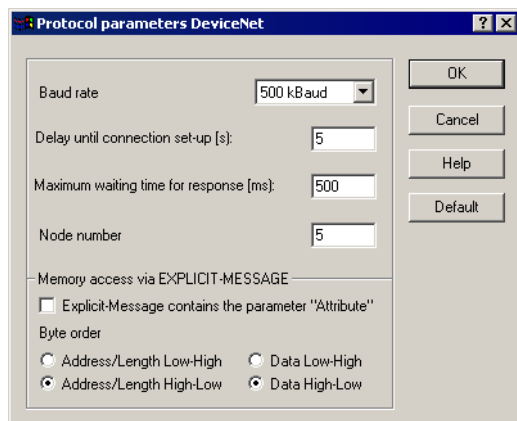 Protocol parameters DeviceNet
Baud rate 500 kBaud
OK
Delay until connection set-up [s]: 5
Cancel
Maximum waiting time for response [ms]: 500
Help
Node number 5
Default
Memory access via EXPLICIT-MESSAGE
Explicit-Message contains the parameter "Attribute"
Byte order
Address/Length Low-High Data Low-High
Address/Length High-Low Data High-Low